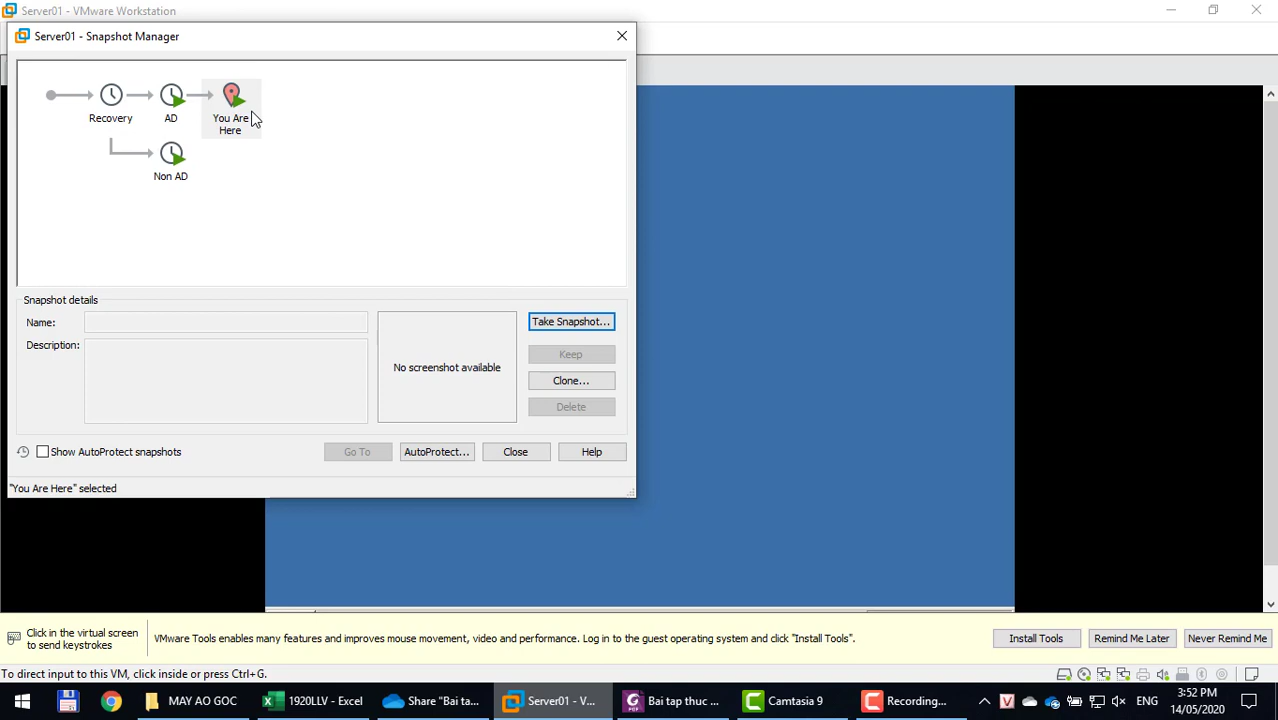 Server01 - VMware Workstation
Server01 - Snapshot Manager
Recovery
AD
You Are
Here
Non AD
Snapshot details
Name:
Description:
No screenshot available
Take Snapshot...
Keep
Clone...
Delete
Show AutoProtect snapshots
Go To
AutoProtect...
Close
Help
"You Are Here" selected
Click in the virtual screen
to send keystrokes
VMware Tools enables many features and improves mouse movement, video and performance. Log in to the guest operating system and click "Install Tools".
Install Tools
Remind Me Later
Never Remind Me
To direct input to this VM, click inside or press Ctrl+G.
MAY AO GOC
1920LLV - Excel
Share "Bai ta...
Server01 - V...
Bai tap thuc ...
Camtasia 9
Recording...
ENG
3:52 PM
14/05/2020